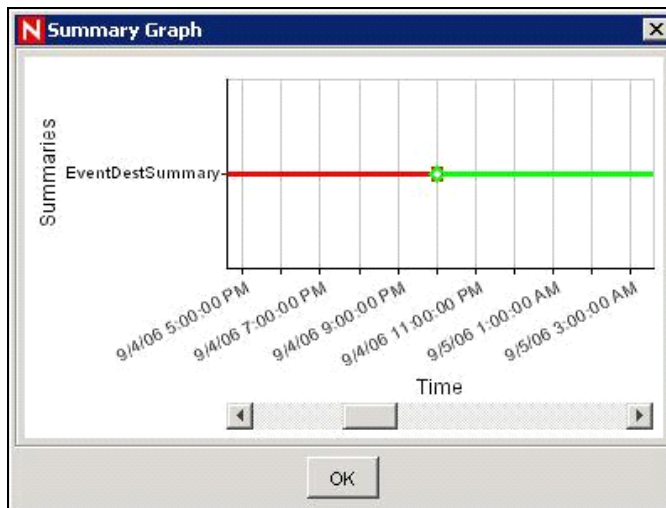 N Summary Graph
Summaries
EventDestSummary
9/4/06 5:00:00 PM
9/4/06 7:00:00 PM
9/4/06 9:00:00 PM
9/4/06 11:00:00 PM
9/5/06 1:00:00 AM
9/5/06 3:00:00 AM
Time
OK